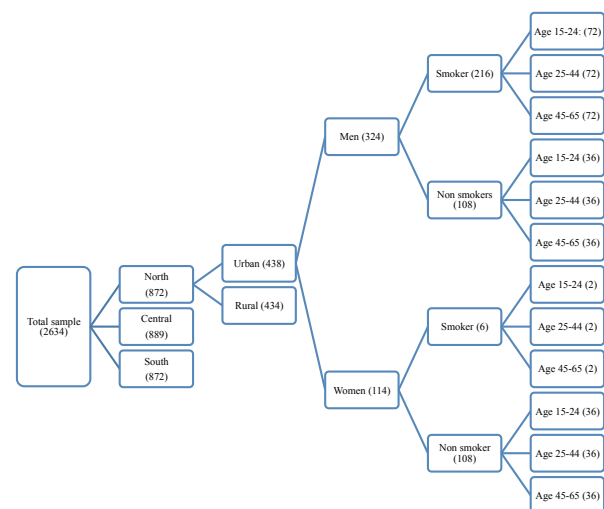 Total sample
(2634)
North
(872)
Central
(889)
South
(872)
Urban (438)
Rural (434)
Men (324)
Women (114)
Smoker (216)
Non smokers
(108)
Smoker (6)
Non smoker
(108)
Age 15-24: (72)
Age 25-44 (72)
Age 45-65 (72)
Age 15-24 (36)
Age 25-44 (36)
Age 45-65 (36)
Age 15-24 (2)
Age 25-44 (2)
Age 45-65 (2)
Age 15-24 (36)
Age 25-44 (36)
Age 45-65 (36)